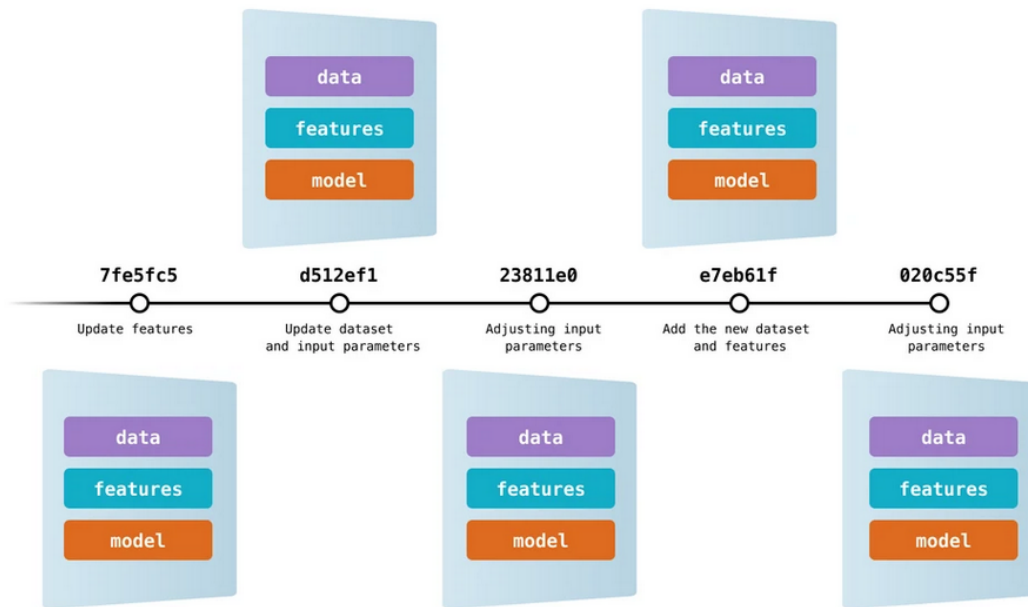 data
features
model
data
features
model
7fe5fc5
d512ef1
23811e0
e7eb61f
020c55f
Update features
Update dataset
and input parameters
Adjusting input
parameters
Add the new dataset
and features
Adjusting input
parameters
data
features
model
data
features
model
data
features
model